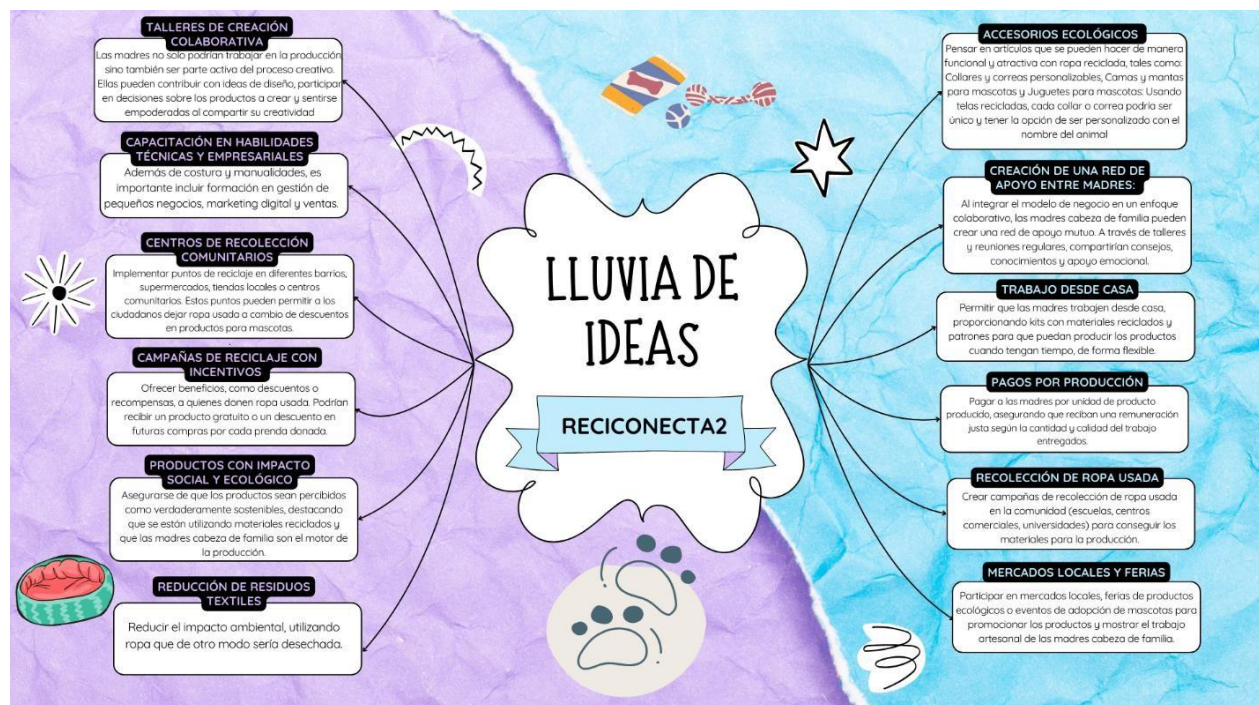 TALLERES DE CREACIÓN
COLABORATIVA
Las madres no solo podrían trabajar en la producción
sino también ser parte activa del proceso creativo.
Ellas pueden contribuir con ideas de diseño, participar
en decisiones sobre los productos a crear y sentirse
empoderadas al compartir su creatividad
CAPACITACIÓN EN HABILIDADES
TÉCNICAS Y EMPRESARIALES
Además de costura y manualidades, es
importante incluir formación en gestión de
pequeños negocios, marketing digital y ventas.
CENTROS DE RECOLECCIÓN
COMUNITARIOS
Implementar puntos de reciclaje en diferentes barrios,
supermercados, tiendas locales o centros
comunitarios. Estos puntos pueden permitir a los
ciudadanos dejar ropa usada a cambio de descuentos
en productos para mascotas.
CAMPAÑAS DE RECICLAJE CON
INCENTIVOS
Ofrecer beneficios, como descuentos o
recompensas, a quienes donen ropa usada. Podrían
recibir un producto gratuito o un descuento en
futuras compras por cada prenda donada.
PRODUCTOS CON IMPACTO
SOCIAL Y ECOLÓGICO
Asegurarse de que los productos sean percibidos
como verdaderamente sostenibles, destacando
que se están utilizando materiales reciclados y
que las madres cabeza de familia son el motor de
la producción.
REDUCCIÓN DE RESIDUOS
TEXTILES
Reducir el impacto ambiental, utilizando
ropa que de otro modo sería desechada.
LLUVIA DE
IDEAS
RECICONECTA2
ACCESORIOS ECOLÓGICOS
Pensar en artículos que se pueden hacer de manera
funcional y atractiva con ropa reciclada, tales como:
Collares y correas personalizables, Camas y mantas
para mascotas y Juguetes para mascotas: Usando
telas recicladas, cada collar o correa podría ser
único y tener la opción de ser personalizado con el
nombre del animal
CREACIÓN DE UNA RED DE
APOYO ENTRE MADRES:
Al integrar el modelo de negocio en un enfoque
colaborativo, las madres cabeza de familia pueden
crear una red de apoyo mutuo. A través de talleres
y reuniones regulares, compartirían consejos,
conocimientos y apoyo emocional.
TRABAJO DESDE CASA
Permitir que las madres trabajen desde casa,
proporcionando kits con materiales reciclados y
patrones para que puedan producir los productos
cuando tengan tiempo, de forma flexible.
PAGOS POR PRODUCCIÓN
Pagar a las madres por unidad de producto
producido, asegurando que reciban una remuneración
justa según la cantidad y calidad del trabajo
entregados.
RECOLECCIÓN DE ROPA USADA
Crear campañas de recolección de ropa usada
en la comunidad (escuelas, centros
comerciales, universidades) para conseguir los
materiales para la producción.
MERCADOS LOCALES Y FERIAS
Participar en mercados locales, ferias de productos
ecológicos o eventos de adopción de mascotas para
promocionar los productos y mostrar el trabajo
artesanal de las madres cabeza de familia.